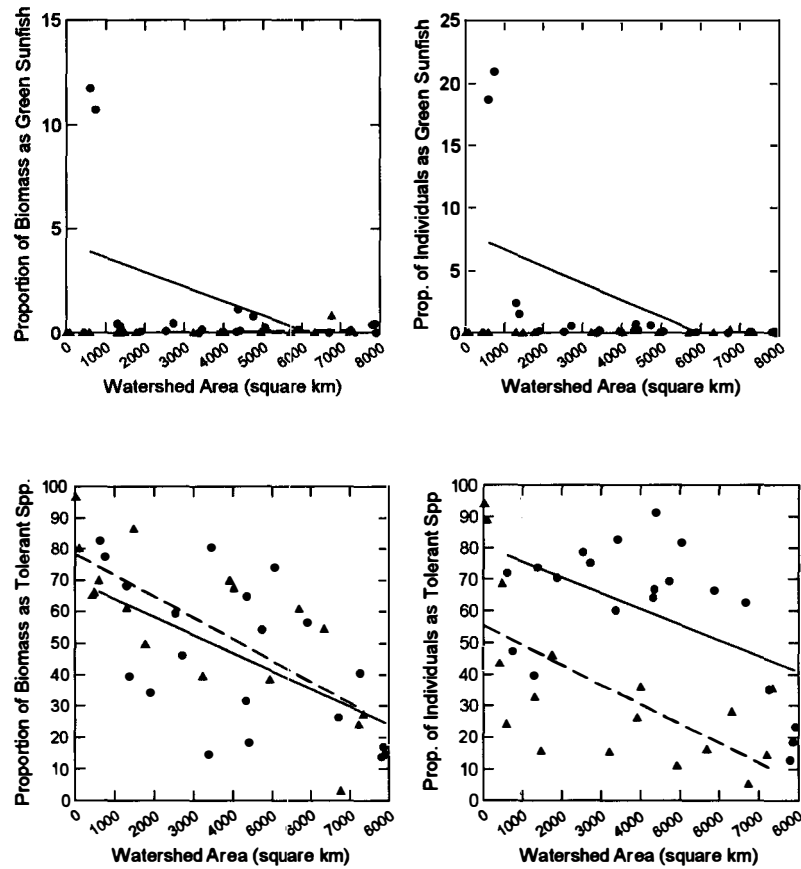 Proportion of Biomass as Green Sunfish
15
10
5
0
0 1000 2000 3000 4000 5000 6000 7000 8000
Watershed Area (square km)
Prop. of Individuals as Green Sunfish
25
20
15
10
5
0
0 1000 2000 3000 4000 5000 6000 7000 8000
Watershed Area (square km)
Proportion of Biomass as Tolerant Spp.
100
90
80
70
60
50
40
30
20
10
0
0 1000 2000 3000 4000 5000 6000 7000 8000
Watershed Area (square km)
Prop. of Individuals as Tolerant Spp
100
90
80
70
60
50
40
30
20
10
0
0 1000 2000 3000 4000 5000 6000 7000 8000
Watershed Area (square km)